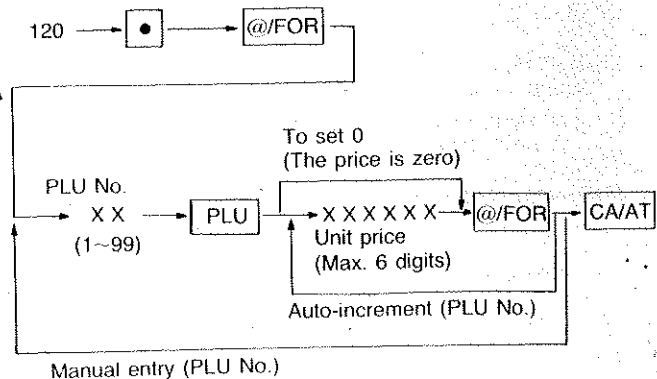 120 • @/FOR
To set 0
(The price is zero)
PLU No.
X X PLU X X X X X X @/FOR CA/AT
(1~99)
Unit price
(Max. 6 digits)
Auto-increment (PLU No.)
Manual entry (PLU No.)